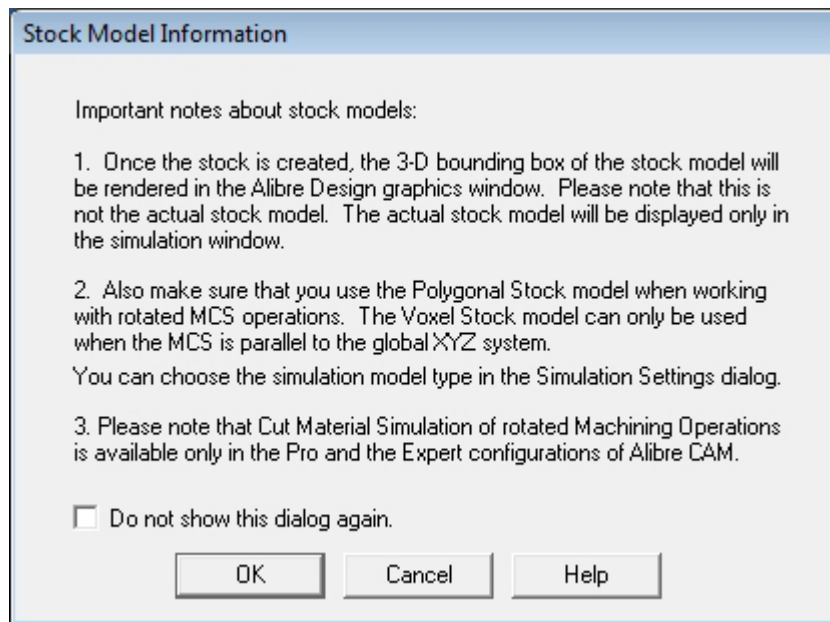 Stock Model Information
Important notes about stock models:
1. Once the stock is created, the 3-D bounding box of the stock model will
be rendered in the Alibre Design graphics window. Please note that this is
not the actual stock model. The actual stock model will be displayed only in
the simulation window.
2. Also make sure that you use the Polygonal Stock model when working
with rotated MCS operations. The Voxel Stock model can only be used
when the MCS is parallel to the global XYZ system.
You can choose the simulation model type in the Simulation Settings dialog.
3. Please note that Cut Material Simulation of rotated Machining Operations
is available only in the Pro and the Expert configurations of Alibre CAM.
Do not show this dialog again.
OK Cancel Help